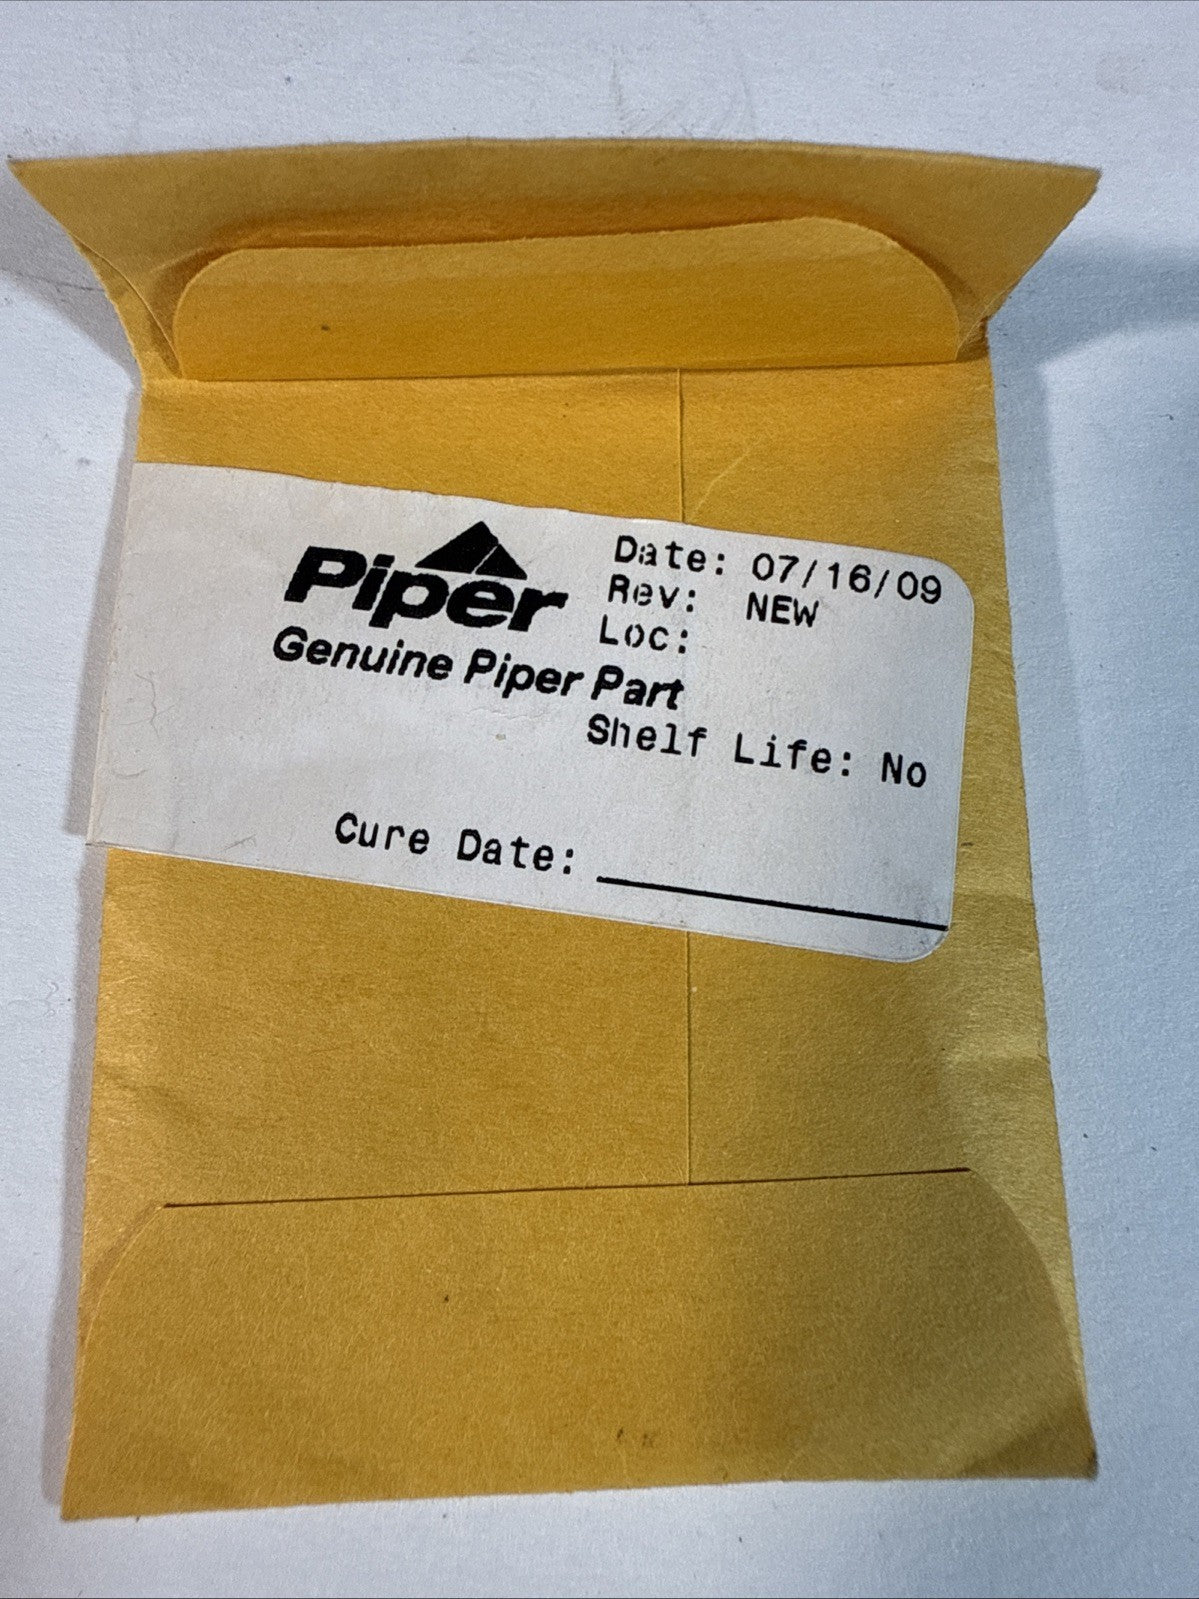 Piper
Genuine Piper Part
Date: 07/16/09
Rev: NEW
Loc:
Shelf Life: No
Cure Date: